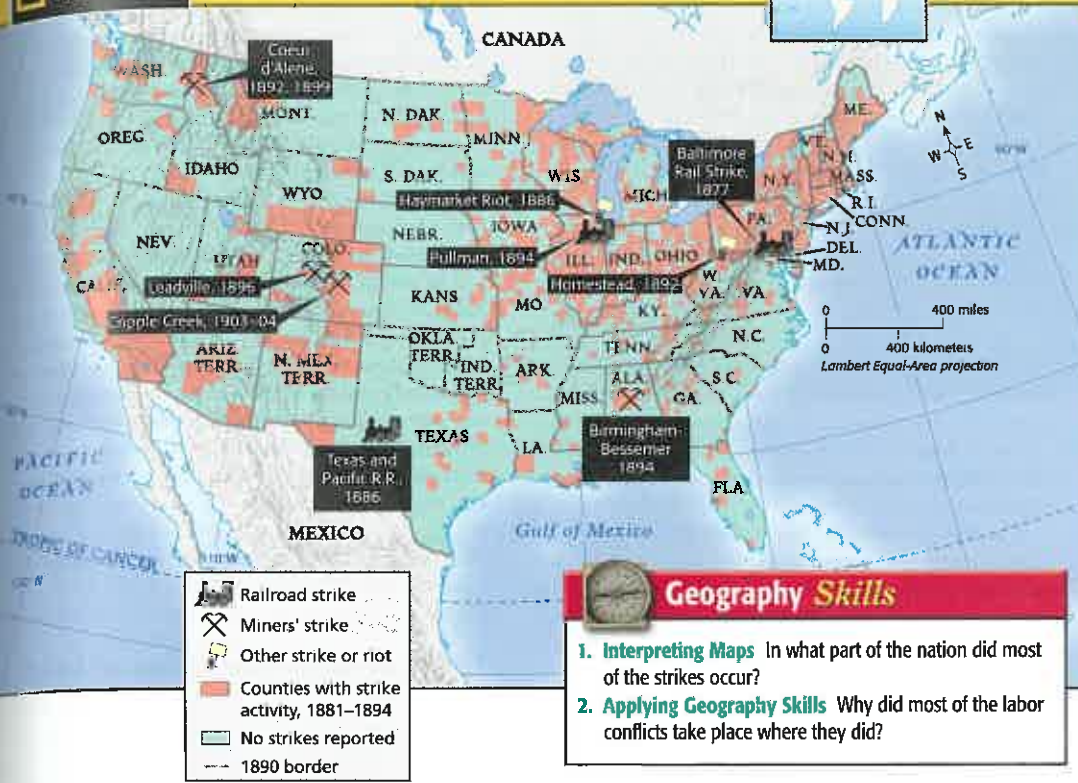 CANADA
Coeur
d'Alene,
1892, 1899
WASH.
MONT.
N. DAK.
MINN.
ME.
VT.
N.H.
MASS.
N.Y.
R.I.
CONN.
OREG.
IDAHO
WYO.
S. DAK.
WIS.
MICH.
Baltimore
Rail Strike,
1877
PA.
N.J.
DEL.
MD.
Haymarket Riot, 1886
NEBR.
IOWA
Pullman, 1894
ILL.
IND.
OHIO
Homestead, 1892
W.
VA.
VA.
NEV.
UTAH
COLO.
Leadville, 1896
Cripple Creek, 1903–04
KANS.
MO.
KY.
N.C.
TENN.
S.C.
ARIZ.
TERR.
N. MEX.
TERR.
OKLA.
TERR.
IND.
TERR.
ARK.
MISS.
ALA.
GA.
Birmingham-
Bessemer
1894
TEXAS
LA.
FLA.
Texas and
Pacific R.R.,
1886
ATLANTIC
OCEAN
PACIFIC
OCEAN
MEXICO
Gulf of Mexico
TROPIC OF CANCER
N
W
E
S
0
400 miles
0
400 kilometers
Lambert Equal-Area projection
Railroad strike
Miners' strike
Other strike or riot
Counties with strike
activity, 1881–1894
No strikes reported
1890 border
Geography Skills
1. Interpreting Maps In what part of the nation did most
of the strikes occur?
2. Applying Geography Skills Why did most of the labor
conflicts take place where they did?